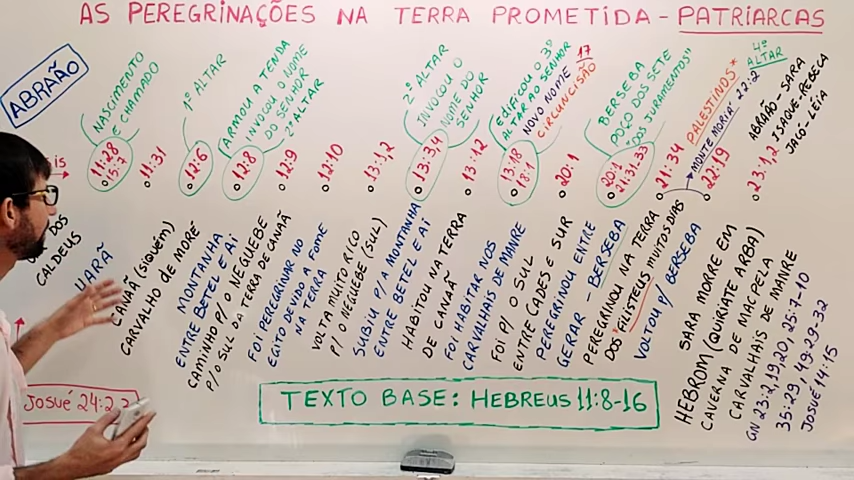 AS PEREGRINAÇÕES NA TERRA PROMETIDA - PATRIARCAS
ABRAÃO
NASCIMENTO
E CHAMADO
1º ALTAR
ARMOU A TENDA
INVOCOU O NOME
DO SENHOR
2º ALTAR
2º ALTAR
INVOCOU O
NOME DO
SENHOR
EDIFICOU O 3º
ALTAR AO SENHOR
NOVO NOME 17
CIRCUNCISÃO
BERSEBA
POÇO DOS SETE
"DOS JURAMENTOS"
PALESTINOS*
"MONTE MORIÁ" 22:2
4º
ALTAR
ABRAÃO - SARA
ISAQUE - REBECA
JACÓ - LÉIA
is
11:28
15:7
11:31
12:6
12:8
12:9
12:10
13:1,2
13:3,4
13:12
13:18
18:1
20:1
20:1
21:31,33
21:34
22:19
23:1,2
DOS
CALDEUS
CANAÃ (SIQUÉM)
CARVALHO DE MORÉ
MONTANHA
ENTRE BETEL E AI
CAMINHO P/ O NEGUEBE
P/O SUL DA TERRA DE CANAÃ
FOI PEREGRINAR NO
EGITO DEVIDO A FOME
NA TERRA
VOLTA MUITO RICO
P/ O NEGUEBE (SUL)
SUBIU P/ A MONTANHA
ENTRE BETEL E AI
HABITOU NA TERRA
DE CANAÃ
FOI HABITAR NOS
CARVALHAIS DE MANRE
FOI P/ O SUL
ENTRE CADES E SUR
PEREGRINOU ENTRE
GERAR - BERSEBA
PEREGRINOU NA TERRA
DOS FILISTEUS MUITOS DIAS
VOLTOU P/ BERSEBA
SARA MORRE EM
HEBROM (QUIRIATE ARBA)
CAVERNA DE MACPELA
CARVALHAIS DE MANRE
GN 23:2,19,20, 25:7-10
35:29, 49:29-32
JOSUÉ 14:15
JOSUÉ 24:2
TEXTO BASE: HEBREUS 11:8-16